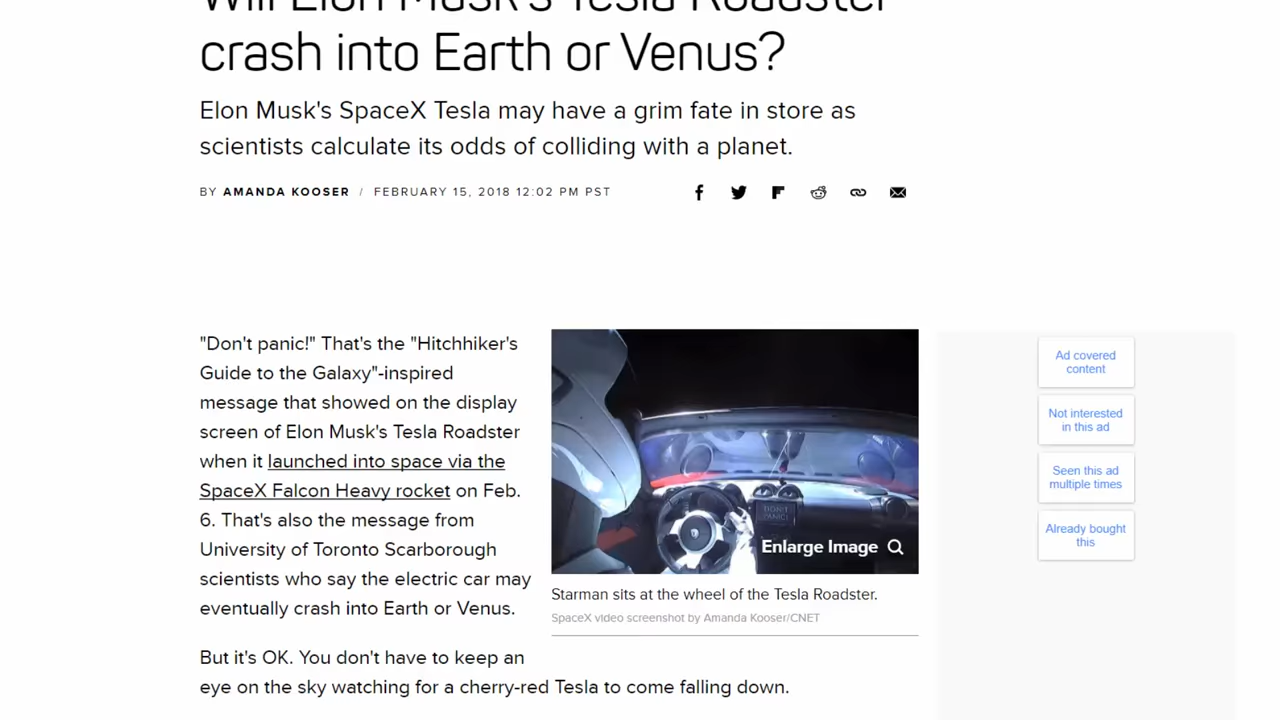 Will Elon Musk's Tesla Roadster
crash into Earth or Venus?
Elon Musk's SpaceX Tesla may have a grim fate in store as
scientists calculate its odds of colliding with a planet.
BY AMANDA KOOSER / FEBRUARY 15, 2018 12:02 PM PST
"Don't panic!" That's the "Hitchhiker's
Guide to the Galaxy"-inspired
message that showed on the display
screen of Elon Musk's Tesla Roadster
when it launched into space via the
SpaceX Falcon Heavy rocket on Feb.
6. That's also the message from
University of Toronto Scarborough
scientists who say the electric car may
eventually crash into Earth or Venus.
But it's OK. You don't have to keep an
eye on the sky watching for a cherry-red Tesla to come falling down.
DON'T
PANIC!
Enlarge Image
Starman sits at the wheel of the Tesla Roadster.
SpaceX video screenshot by Amanda Kooser/CNET
Ad covered
content
Not interested
in this ad
Seen this ad
multiple times
Already bought
this